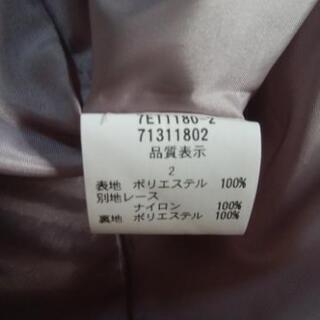 7E11180-2
71311802
品質表示
2
表地 ポリエステル 100%
別地レース
ナイロン 100%
裏地 ポリエステル 100%